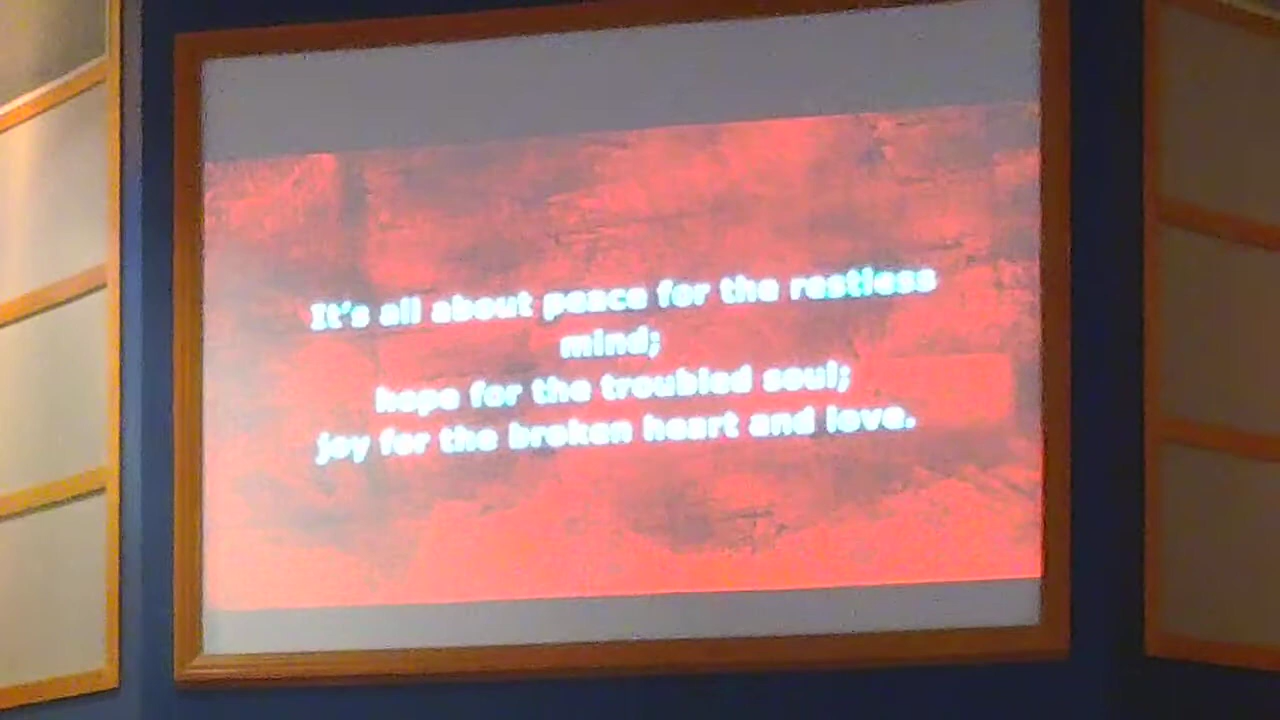 It's all about peace for the restless
mind;
hope for the troubled soul;
joy for the broken heart and love.